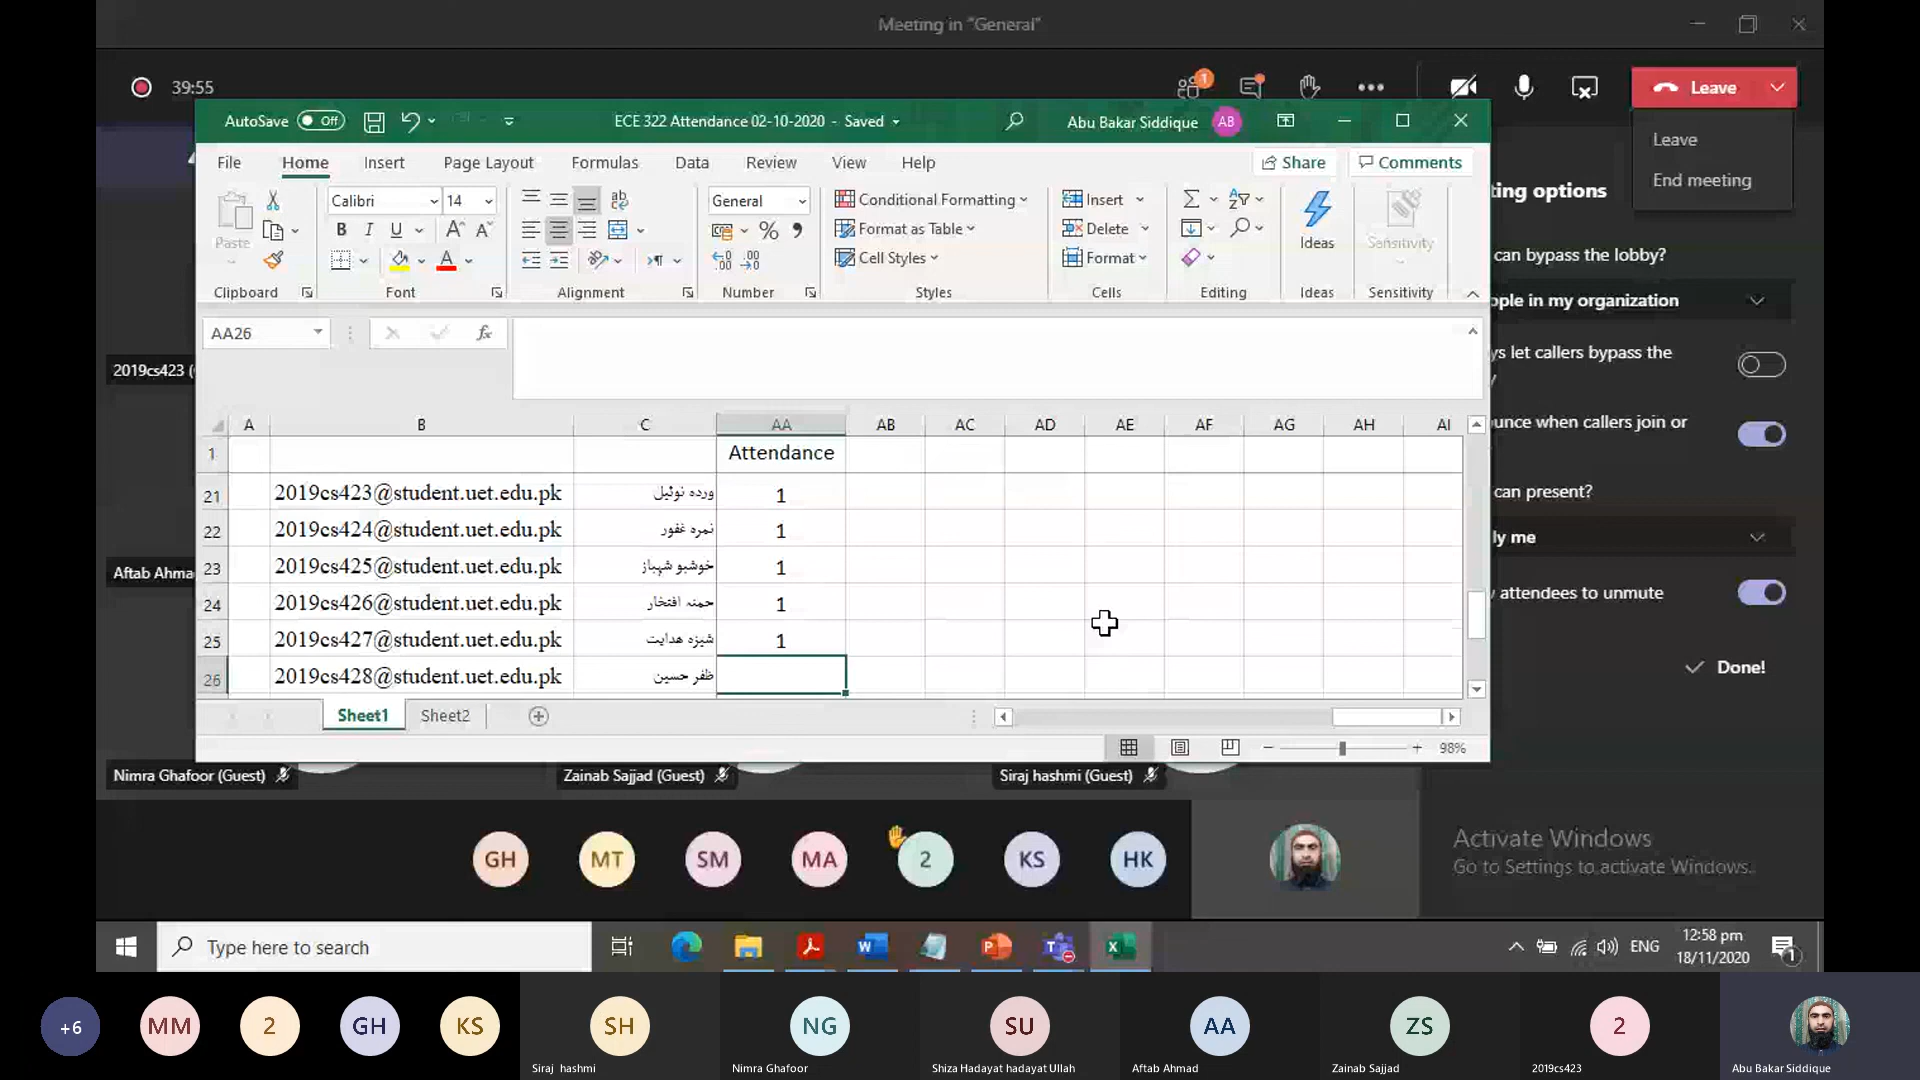 Meeting in "General"
39:55
1
Leave
Leave
End meeting
AutoSave Off
ECE 322 Attendance 02-10-2020 - Saved
Abu Bakar Siddique AB
File Home Insert Page Layout Formulas Data Review View Help Share Comments
Paste
Calibri 14
B I U
General
Conditional Formatting
Format as Table
Cell Styles
Insert
Delete
Format
Ideas
Sensitivity
Clipboard Font Alignment Number Styles Cells Editing Ideas Sensitivity
ting options
can bypass the lobby?
ople in my organization
ys let callers bypass the
unce when callers join or
can present?
ly me
attendees to unmute
Done!
AA26
fx
A B C AA AB AC AD AE AF AG AH AI
1 Attendance
21 2019cs423@student.uet.edu.pk وردہ نوئیل 1
22 2019cs424@student.uet.edu.pk نمرہ غفور 1
23 2019cs425@student.uet.edu.pk خوشبو شہباز 1
24 2019cs426@student.uet.edu.pk حمنہ افتخار 1
25 2019cs427@student.uet.edu.pk شیزہ ھدایت 1
26 2019cs428@student.uet.edu.pk ظفر حسین
Sheet1 Sheet2
98%
2019cs423 (
Aftab Ahma
Nimra Ghafoor (Guest)
Zainab Sajjad (Guest)
Siraj hashmi (Guest)
GH MT SM MA 2 KS HK
Activate Windows
Go to Settings to activate Windows.
Type here to search
ENG
12:58 pm
18/11/2020
1
+6 MM 2 GH KS SH NG SU AA ZS 2
Siraj hashmi
Nimra Ghafoor
Shiza Hadayat hadayat Ullah
Aftab Ahmad
Zainab Sajjad
2019cs423
Abu Bakar Siddique